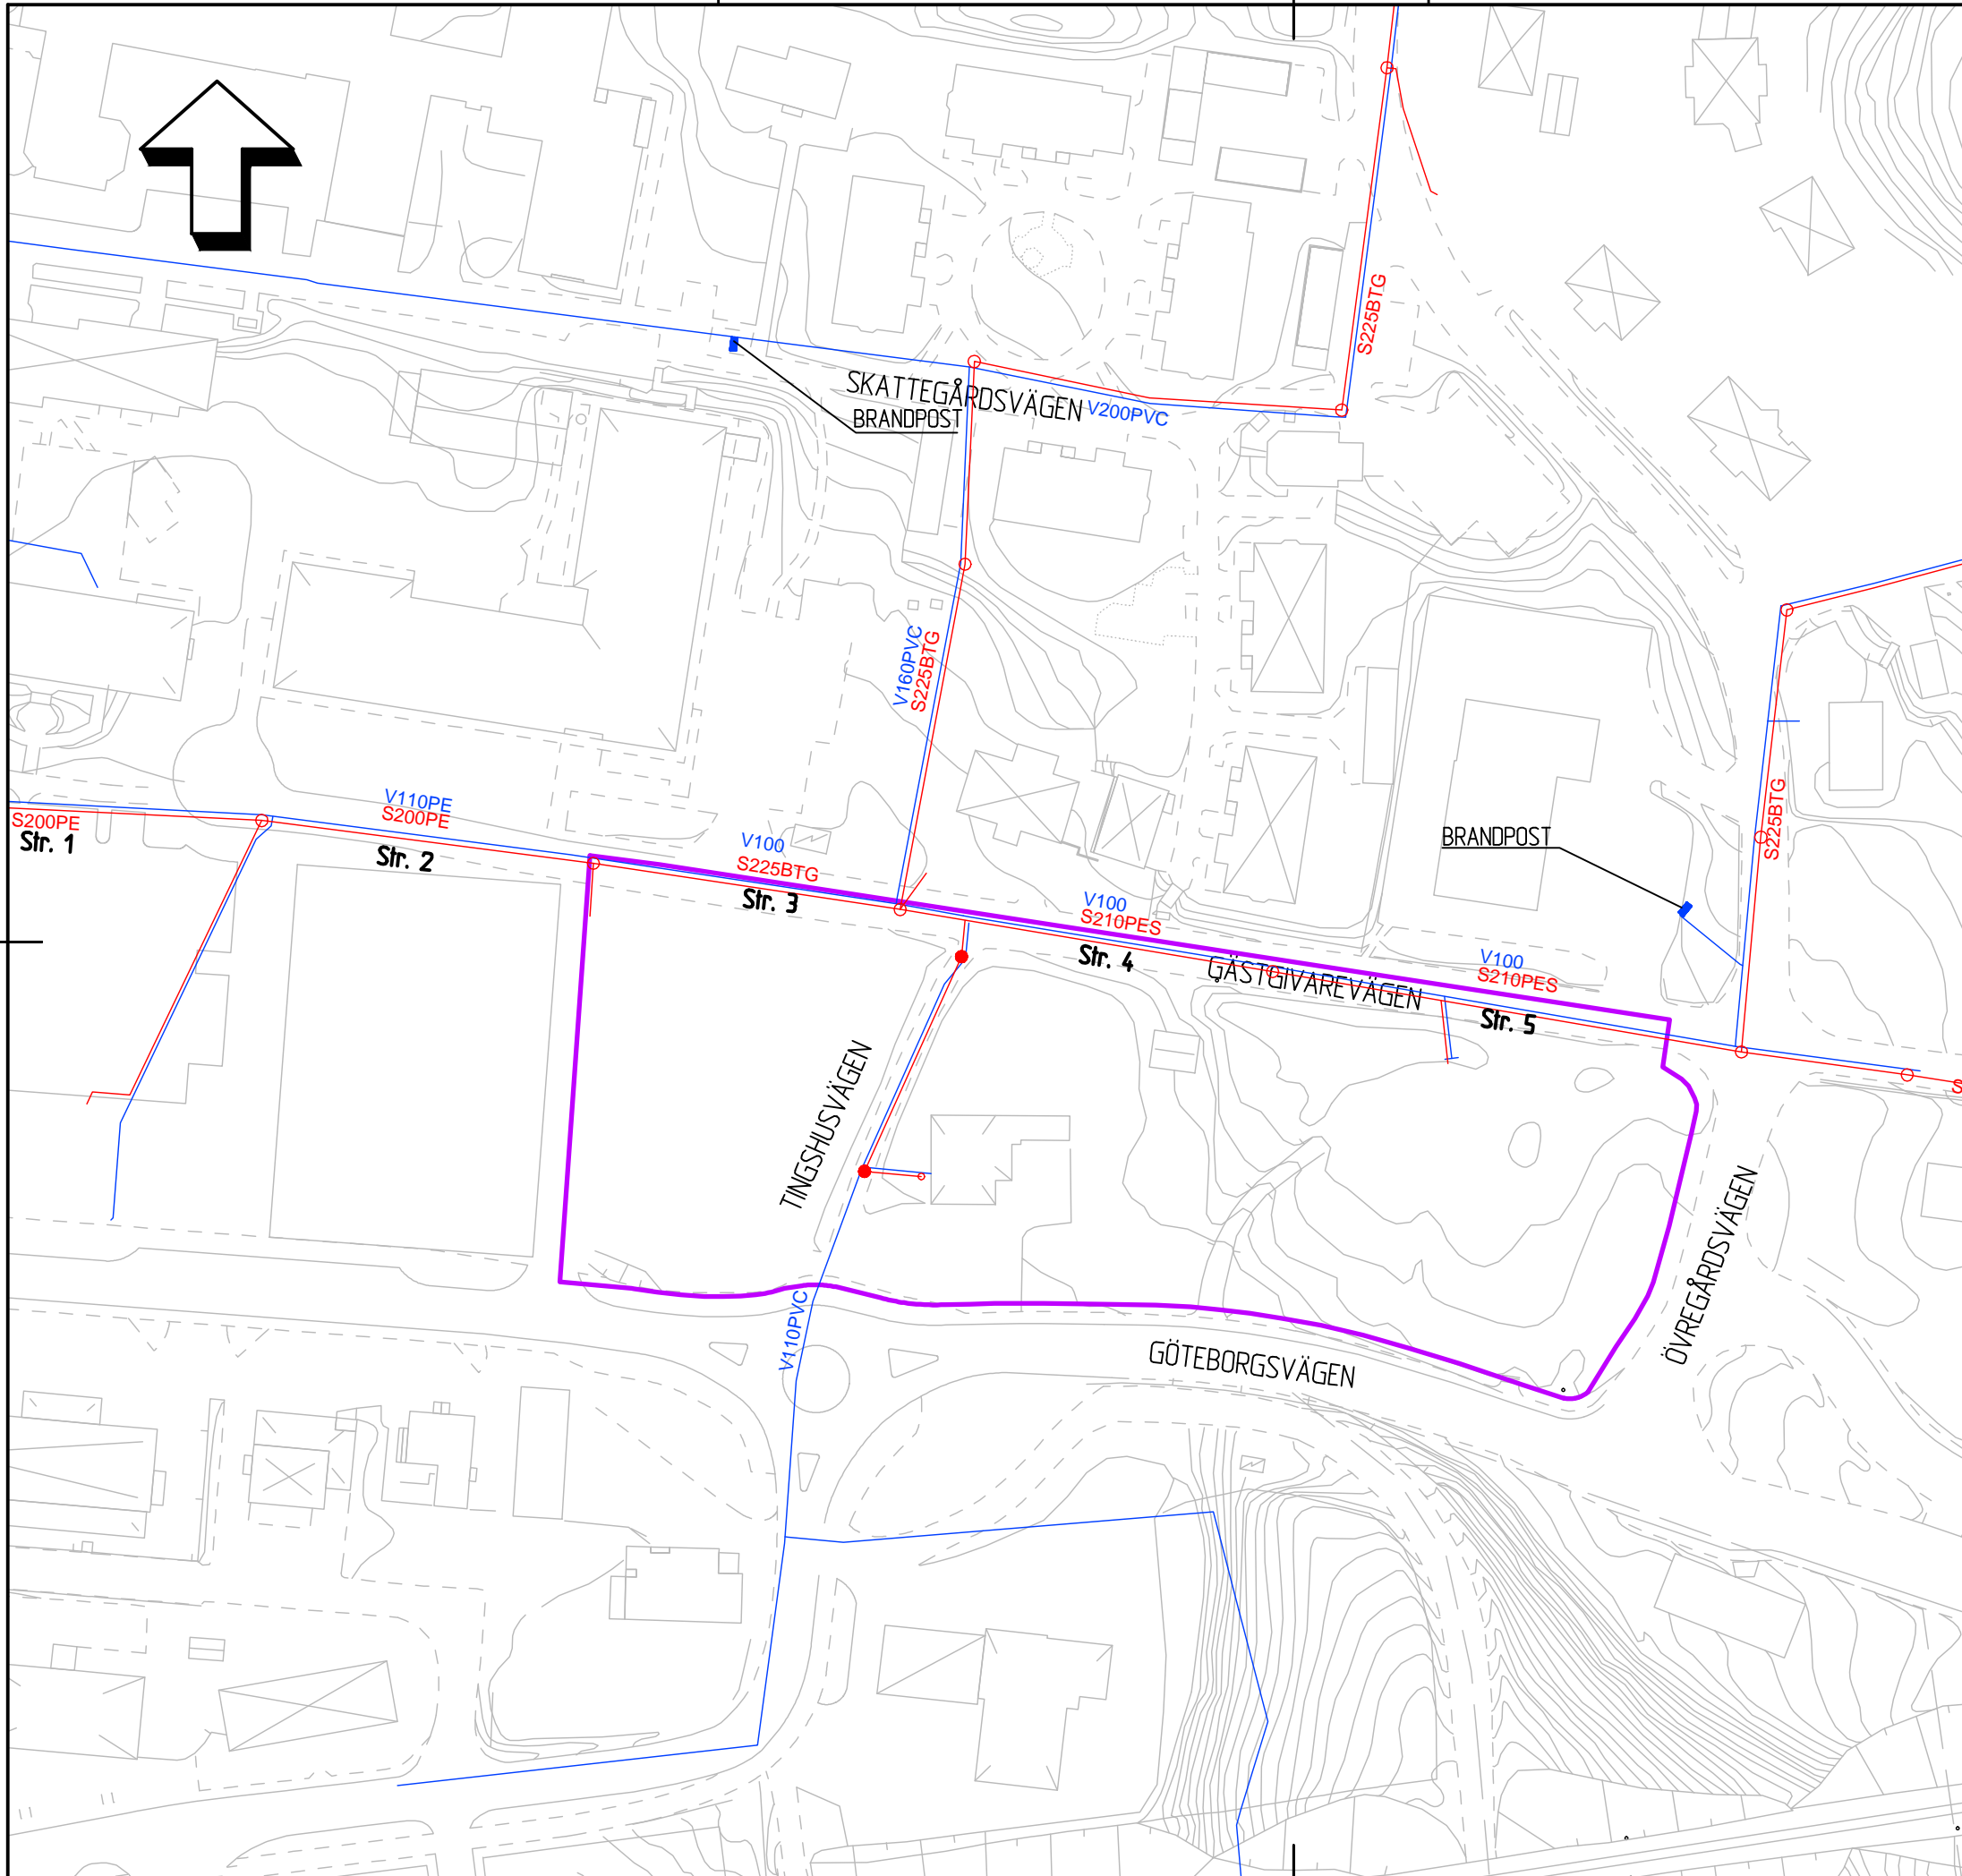 S225BTG
SKATTEGÅRDSVÄGEN
V200PVC
BRANDPOST
V160PVC
S225BTG
V110PE
S200PE
S200PE
Str. 1
Str. 2
V100
S225BTG
Str. 3
BRANDPOST
S225BTG
V100
S210PES
Str. 4
GÄSTGIVAREVÄGEN
V100
S210PES
Str. 5
S
TINGSHUSVÄGEN
ÖVREGÅRDSVÄGEN
V110PVC
GÖTEBORGSVÄGEN